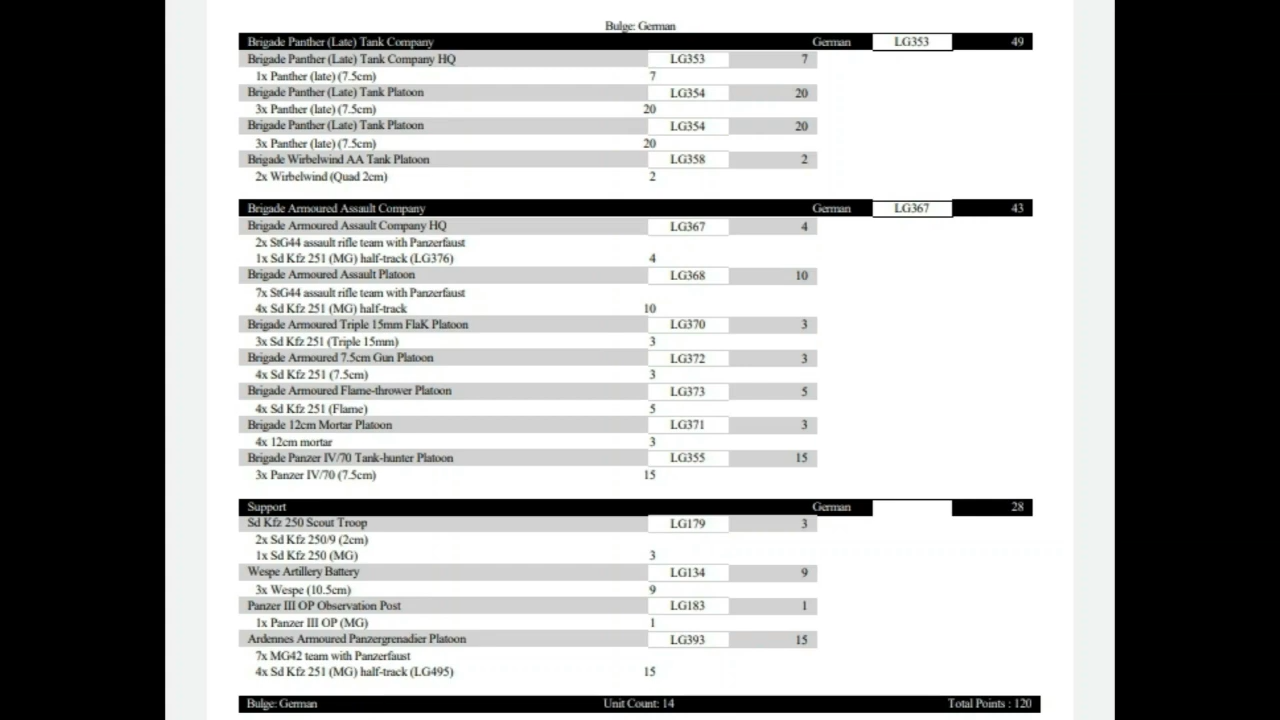 Bulge: German
Brigade Panther (Late) Tank Company German LG353 49
Brigade Panther (Late) Tank Company HQ LG353 7
1x Panther (late) (7.5cm) 7
Brigade Panther (Late) Tank Platoon LG354 20
3x Panther (late) (7.5cm) 20
Brigade Panther (Late) Tank Platoon LG354 20
3x Panther (late) (7.5cm) 20
Brigade Wirbelwind AA Tank Platoon LG358 2
2x Wirbelwind (Quad 2cm) 2
Brigade Armoured Assault Company German LG367 43
Brigade Armoured Assault Company HQ LG367 4
2x StG44 assault rifle team with Panzerfaust
1x Sd Kfz 251 (MG) half-track (LG376) 4
Brigade Armoured Assault Platoon LG368 10
7x StG44 assault rifle team with Panzerfaust
4x Sd Kfz 251 (MG) half-track 10
Brigade Armoured Triple 15mm FlaK Platoon LG370 3
3x Sd Kfz 251 (Triple 15mm) 3
Brigade Armoured 7.5cm Gun Platoon LG372 3
4x Sd Kfz 251 (7.5cm) 3
Brigade Armoured Flame-thrower Platoon LG373 5
4x Sd Kfz 251 (Flame) 5
Brigade 12cm Mortar Platoon LG371 3
4x 12cm mortar 3
Brigade Panzer IV/70 Tank-hunter Platoon LG355 15
3x Panzer IV/70 (7.5cm) 15
Support German 28
Sd Kfz 250 Scout Troop LG179 3
2x Sd Kfz 250/9 (2cm)
1x Sd Kfz 250 (MG) 3
Wespe Artillery Battery LG134 9
3x Wespe (10.5cm) 9
Panzer III OP Observation Post LG183 1
1x Panzer III OP (MG) 1
Ardennes Armoured Panzergrenadier Platoon LG393 15
7x MG42 team with Panzerfaust
4x Sd Kfz 251 (MG) half-track (LG495) 15
Bulge: German Unit Count: 14 Total Points : 120